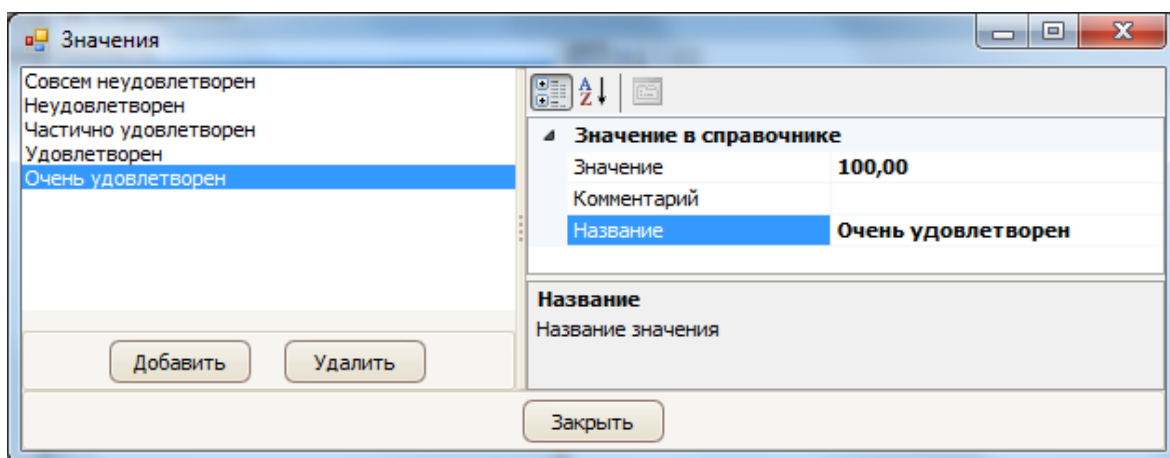 Значения
Совсем неудовлетворен
Неудовлетворен
Частично удовлетворен
Удовлетворен
Очень удовлетворен
Добавить
Удалить
A
Z
Значение в справочнике
Значение 100,00
Комментарий
Название Очень удовлетворен
Название
Название значения
Закрыть